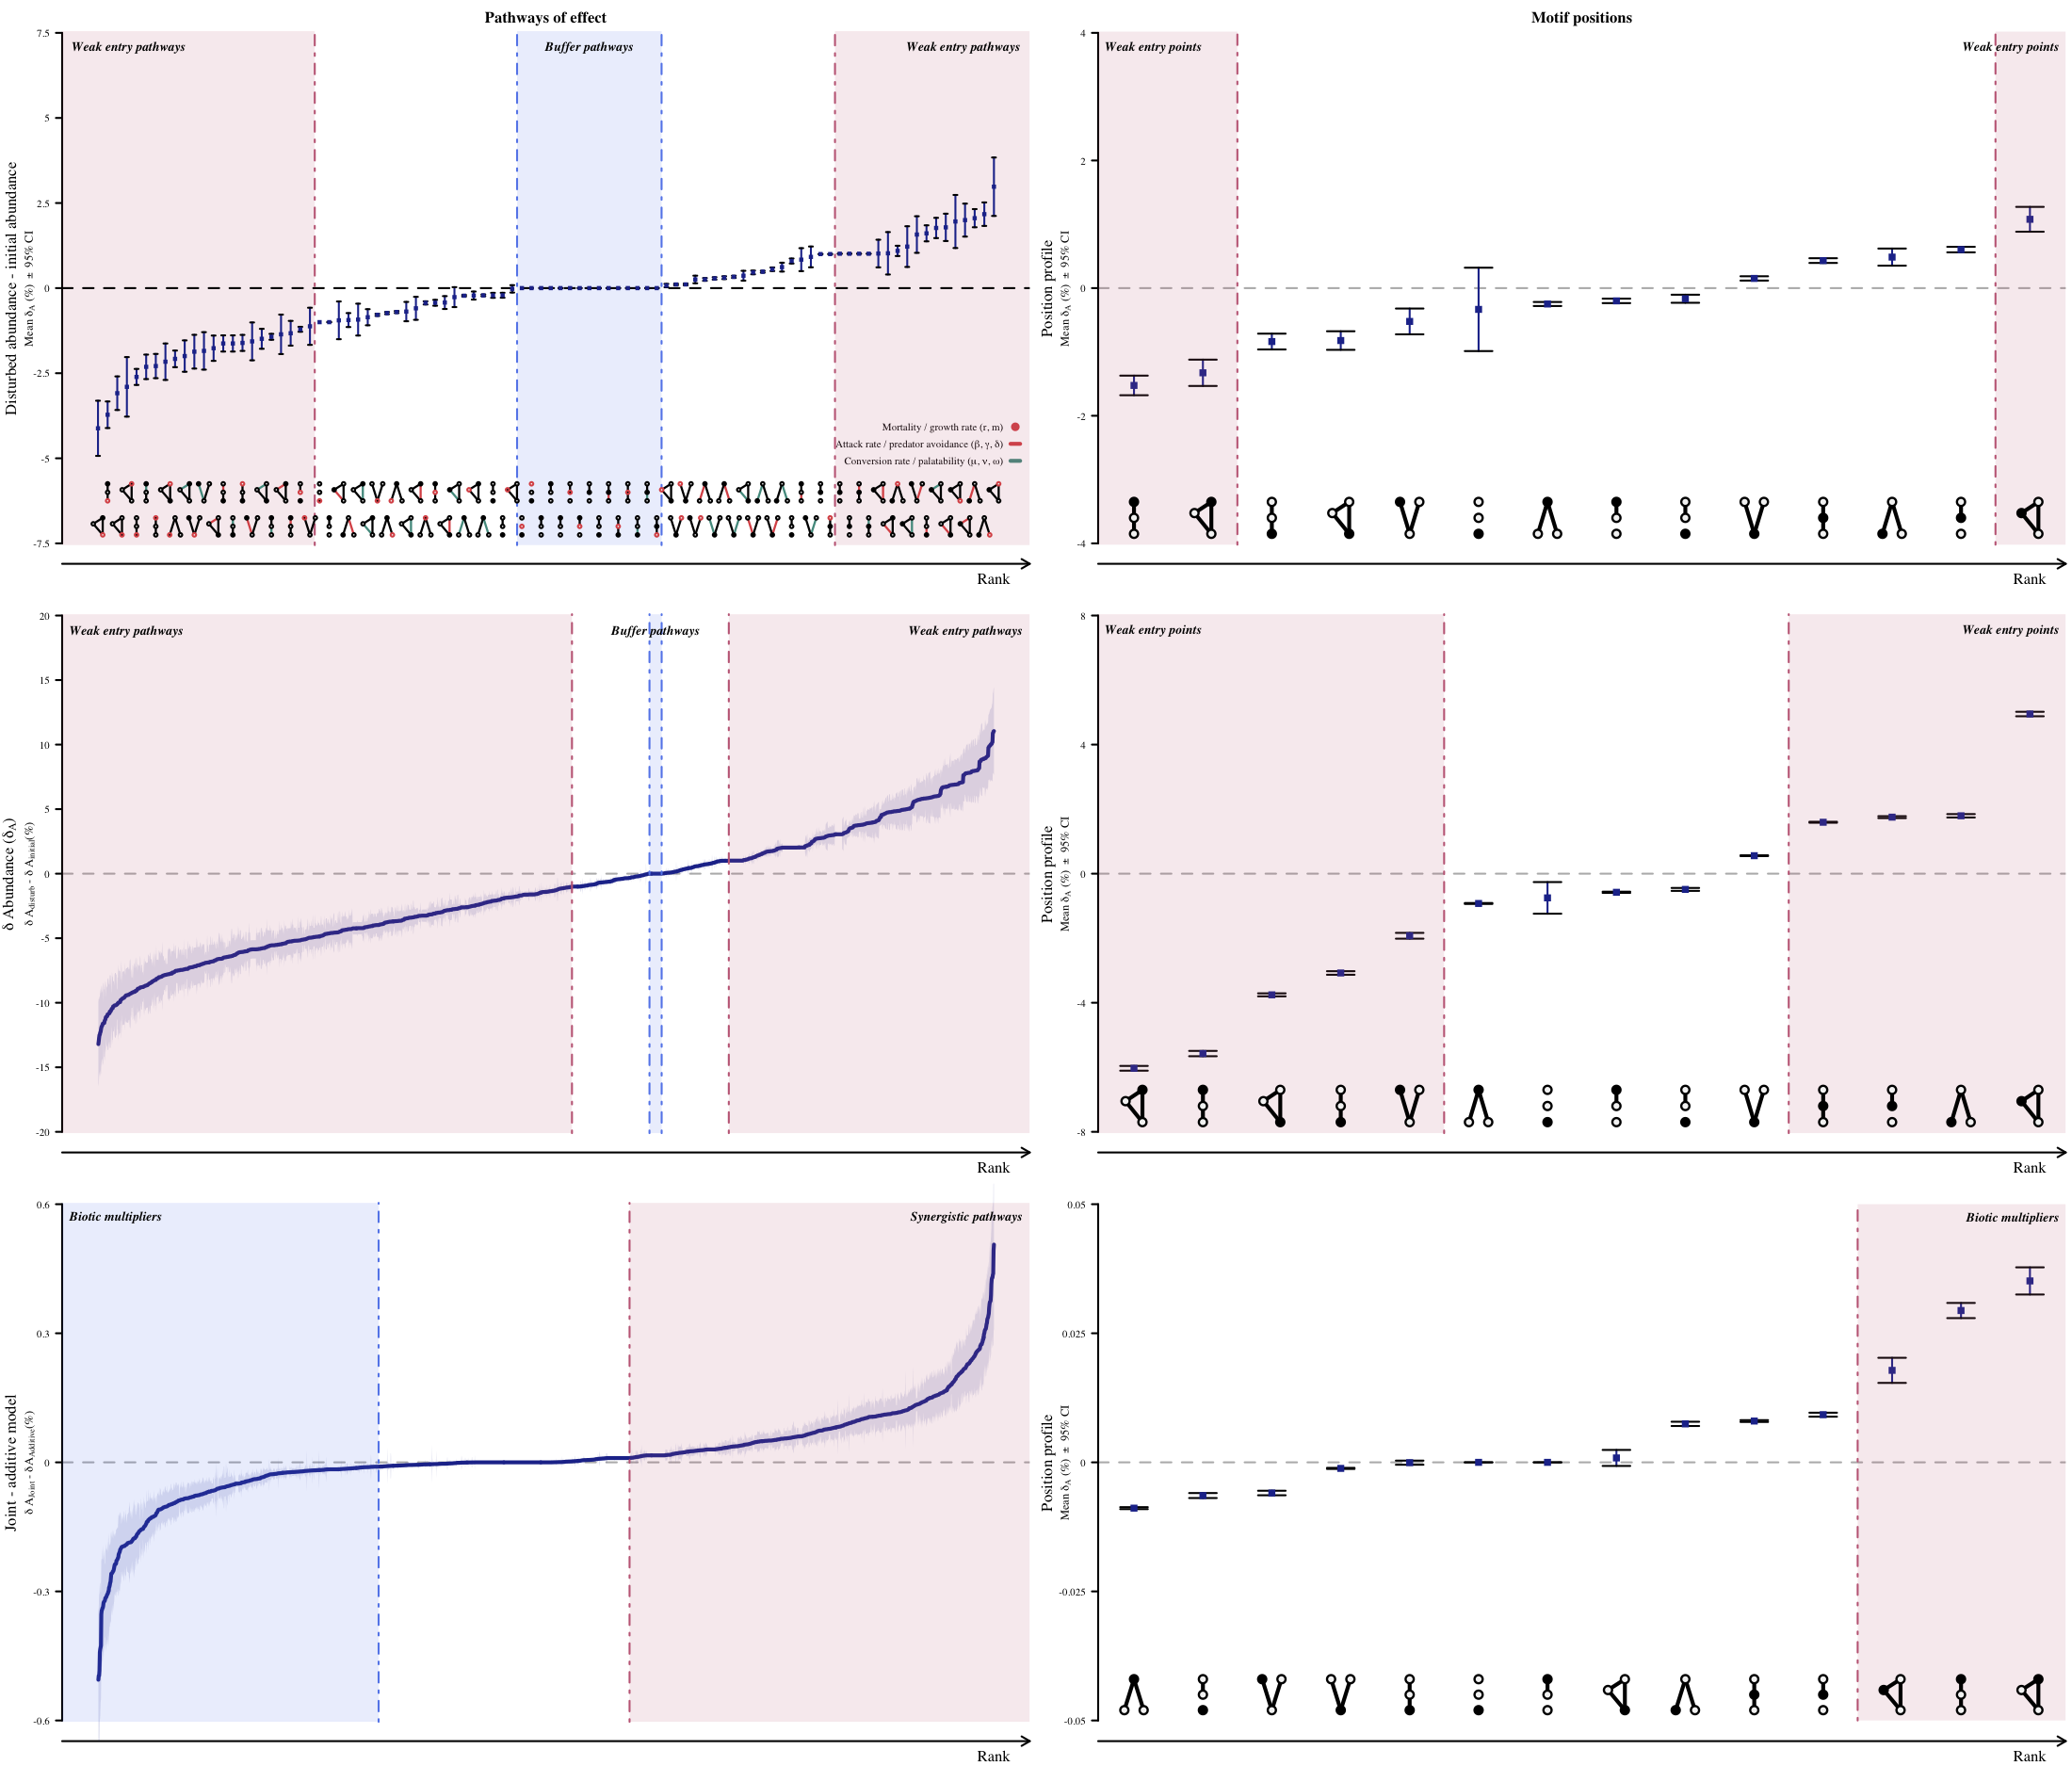 Pathways of effect
Motif positions
7.5
5
2.5
0
-2.5
-5
-7.5
Disturbed abundance - initial abundance
Mean δA (%) ± 95% CI
Weak entry pathways
Buffer pathways
Weak entry pathways
Mortality / growth rate (r, m)
Attack rate / predator avoidance (β, γ, δ)
Conversion rate / palatability (μ, ν, ω)
Rank
4
2
0
-2
-4
Position profile
Mean δA (%) ± 95% CI
Weak entry points
Weak entry points
Rank
20
15
10
5
0
-5
-10
-15
-20
δ Abundance (δA)
δ Adisturb - δ Ainitial(%)
Weak entry pathways
Buffer pathways
Weak entry pathways
Rank
8
4
0
-4
-8
Position profile
Mean δA (%) ± 95% CI
Weak entry points
Weak entry points
Rank
0.6
0.3
0
-0.3
-0.6
Joint - additive model
δ AJoint - δAAdditive(%)
Biotic multipliers
Synergistic pathways
Rank
0.05
0.025
0
-0.025
-0.05
Position profile
Mean δA (%) ± 95% CI
Biotic multipliers
Rank